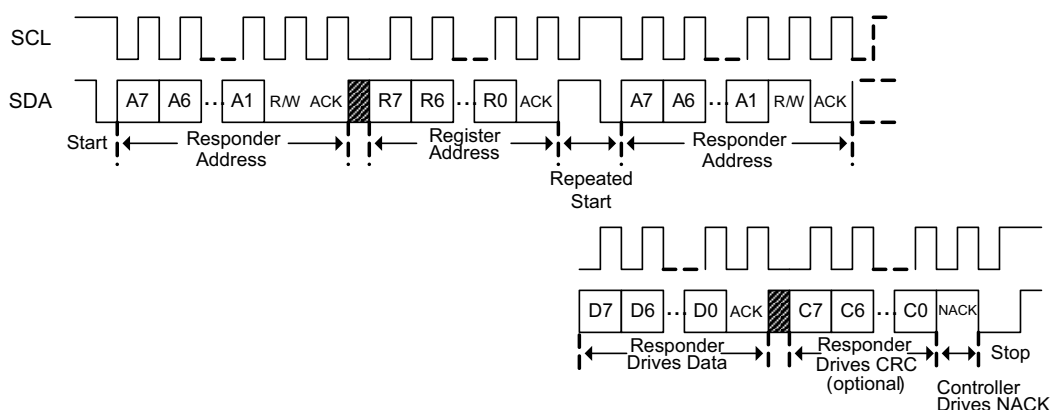 SCL
SDA
A7 A6 ... A1 R/W ACK R7 R6 ... R0 ACK A7 A6 ... A1 R/W ACK
Start
Responder
Address
Register
Address
Repeated
Start
Responder
Address
D7 D6 ... D0 ACK C7 C6 ... C0 NACK
Responder
Drives Data
Responder
Drives CRC
(optional)
Stop
Controller
Drives NACK